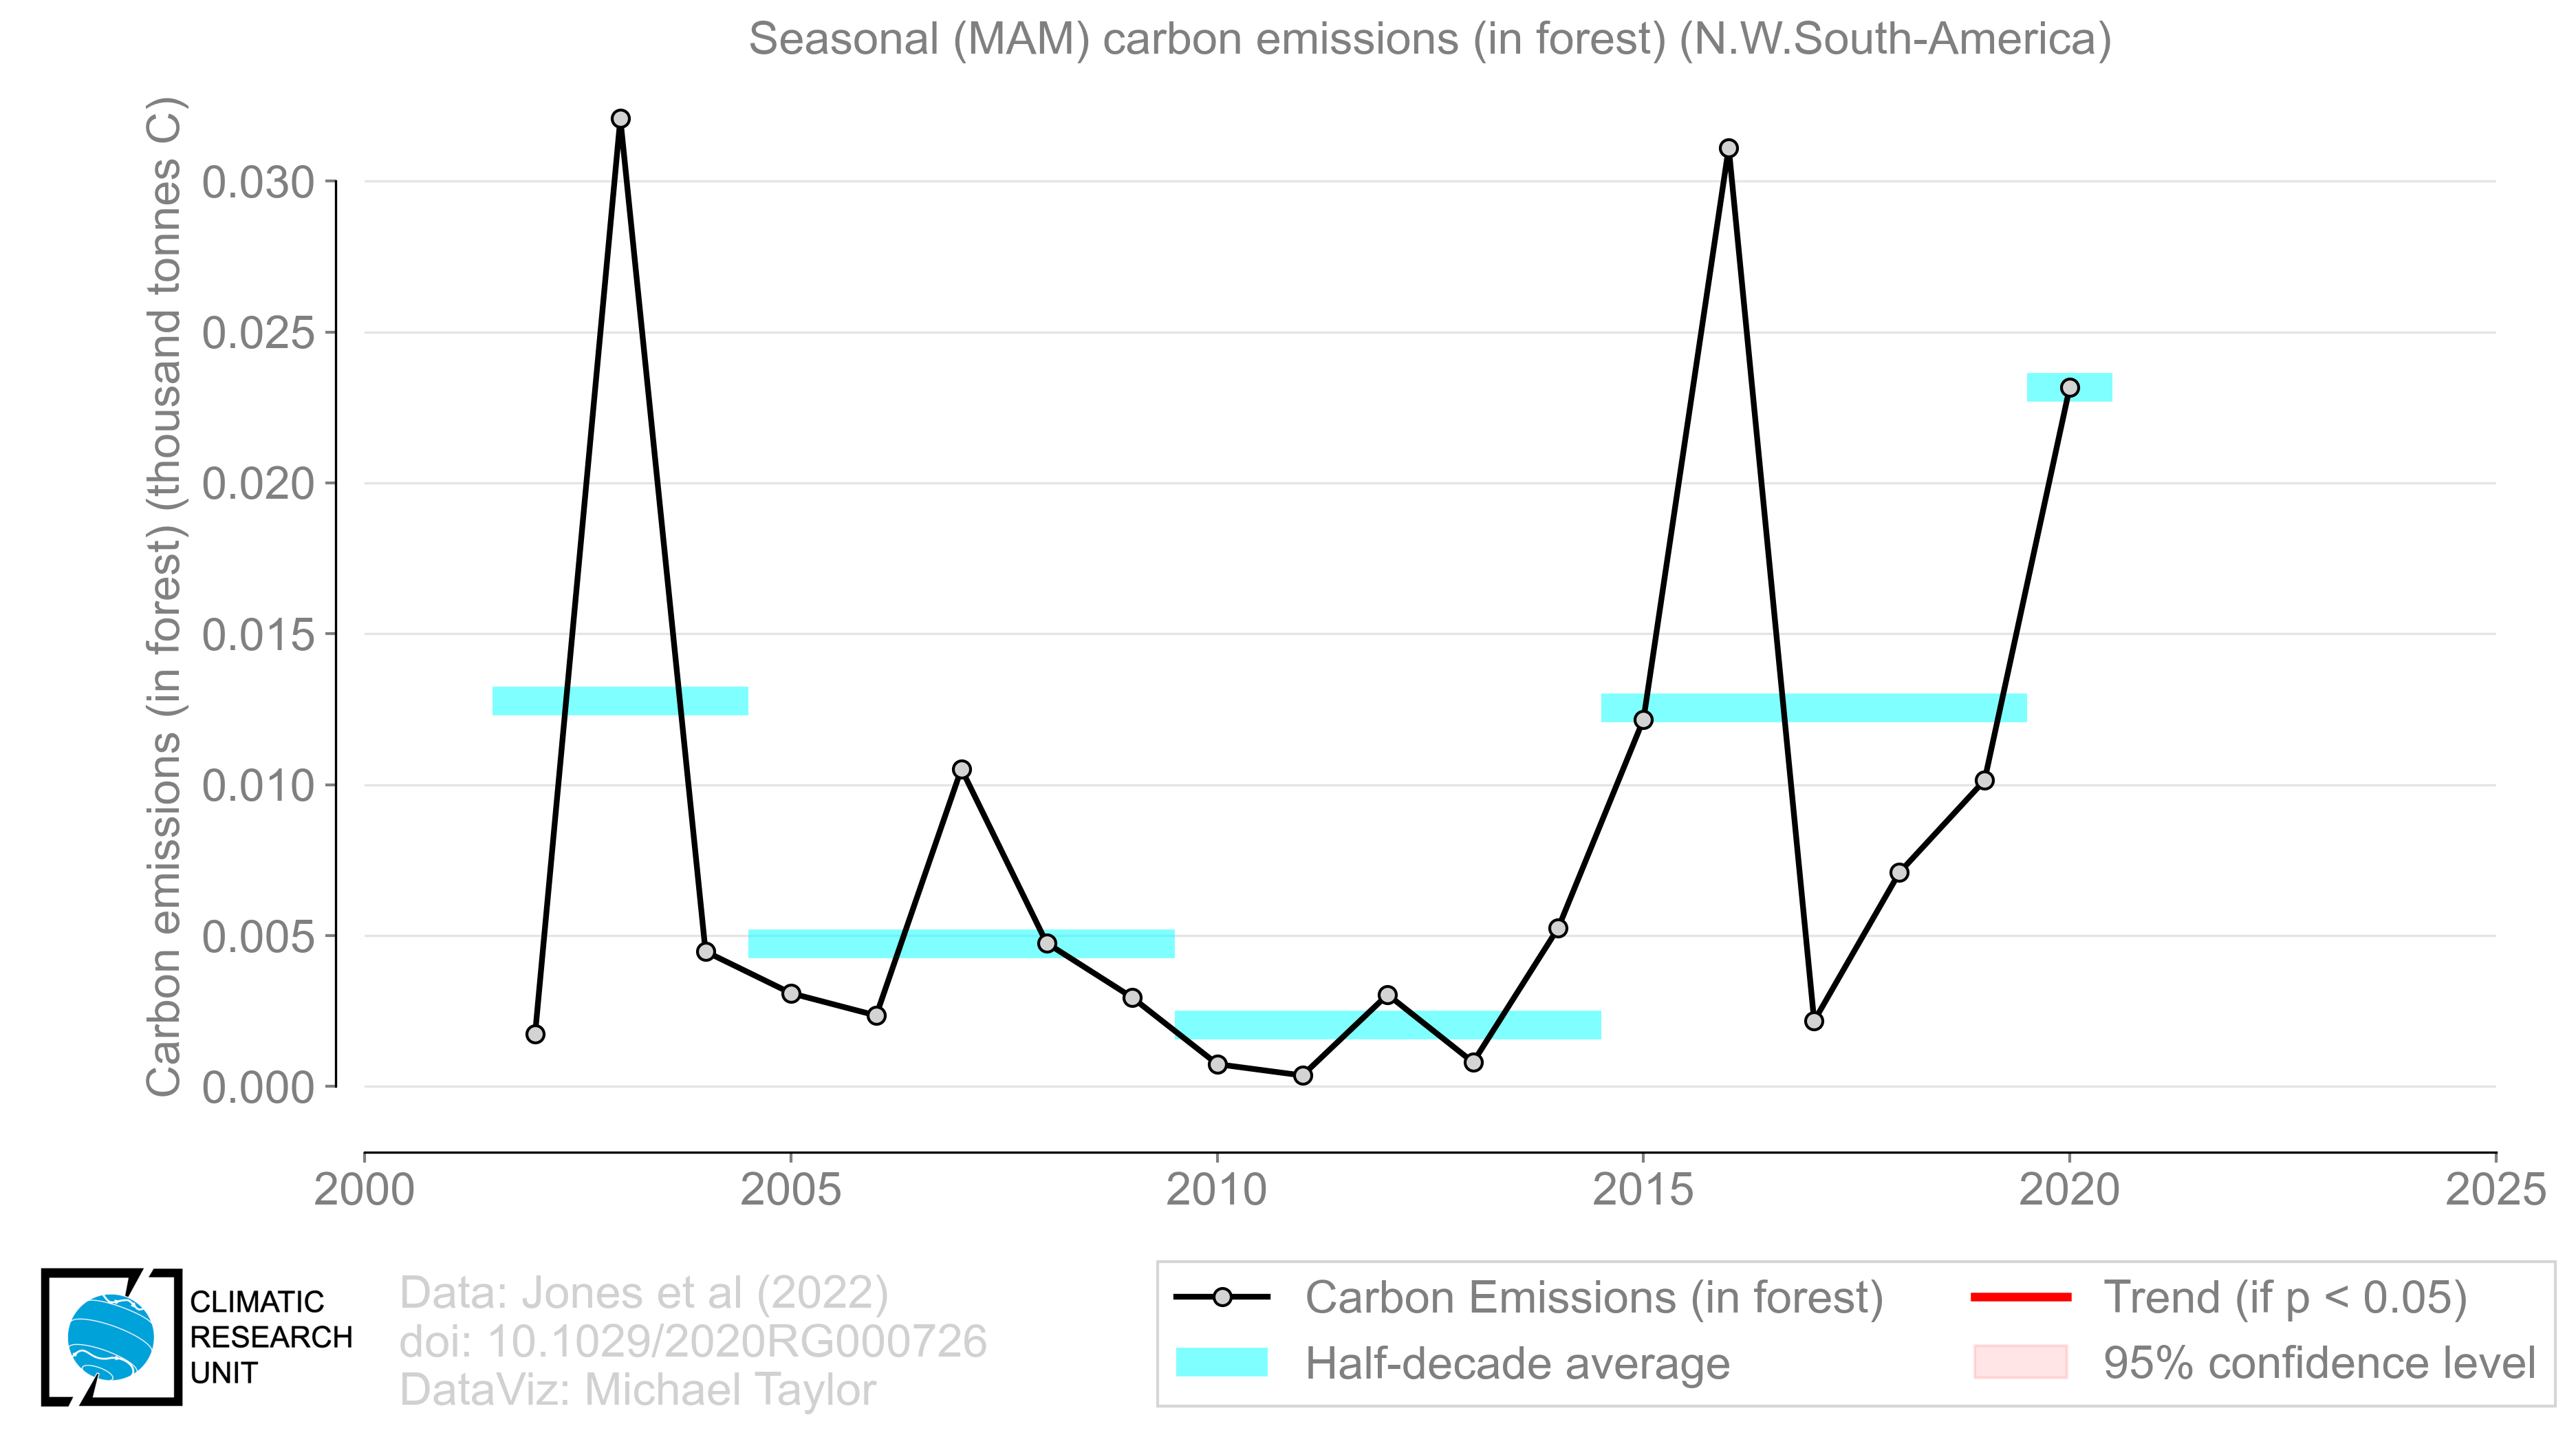 Seasonal (MAM) carbon emissions (in forest) (N.W.South-America)
Carbon emissions (in forest) (thousand tonnes C)
0.030
0.025
0.020
0.015
0.010
0.005
0.000
2000
2005
2010
2015
2020
2025
CLIMATIC
RESEARCH
UNIT
Data: Jones et al (2022)
doi: 10.1029/2020RG000726
DataViz: Michael Taylor
Carbon Emissions (in forest)
Half-decade average
Trend (if p < 0.05)
95% confidence level